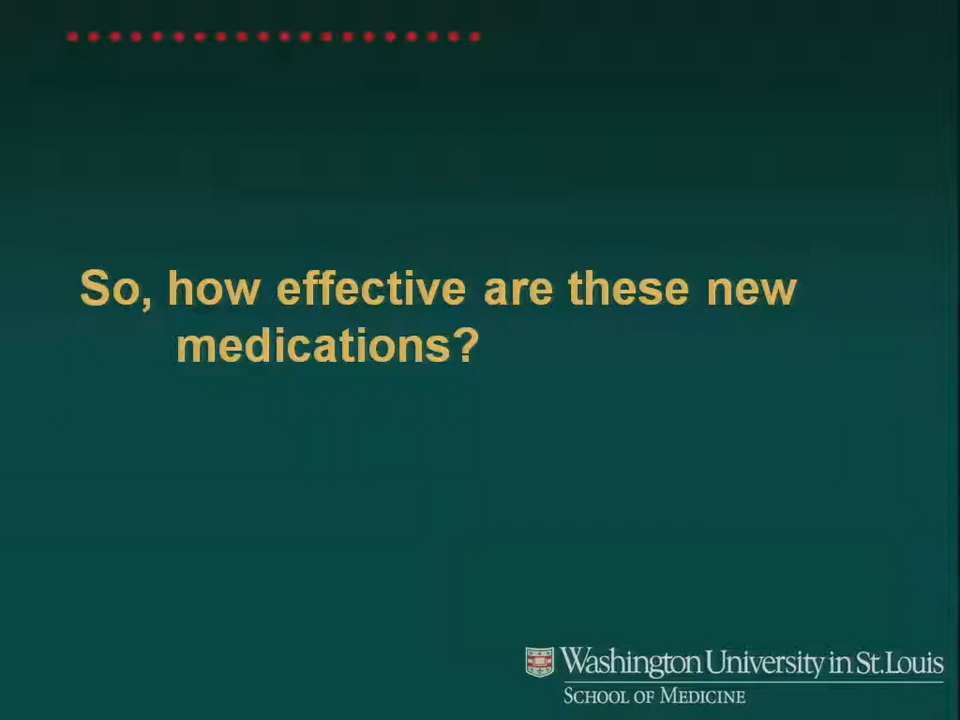 So, how effective are these new
medications?
Washington University in St. Louis
SCHOOL OF MEDICINE